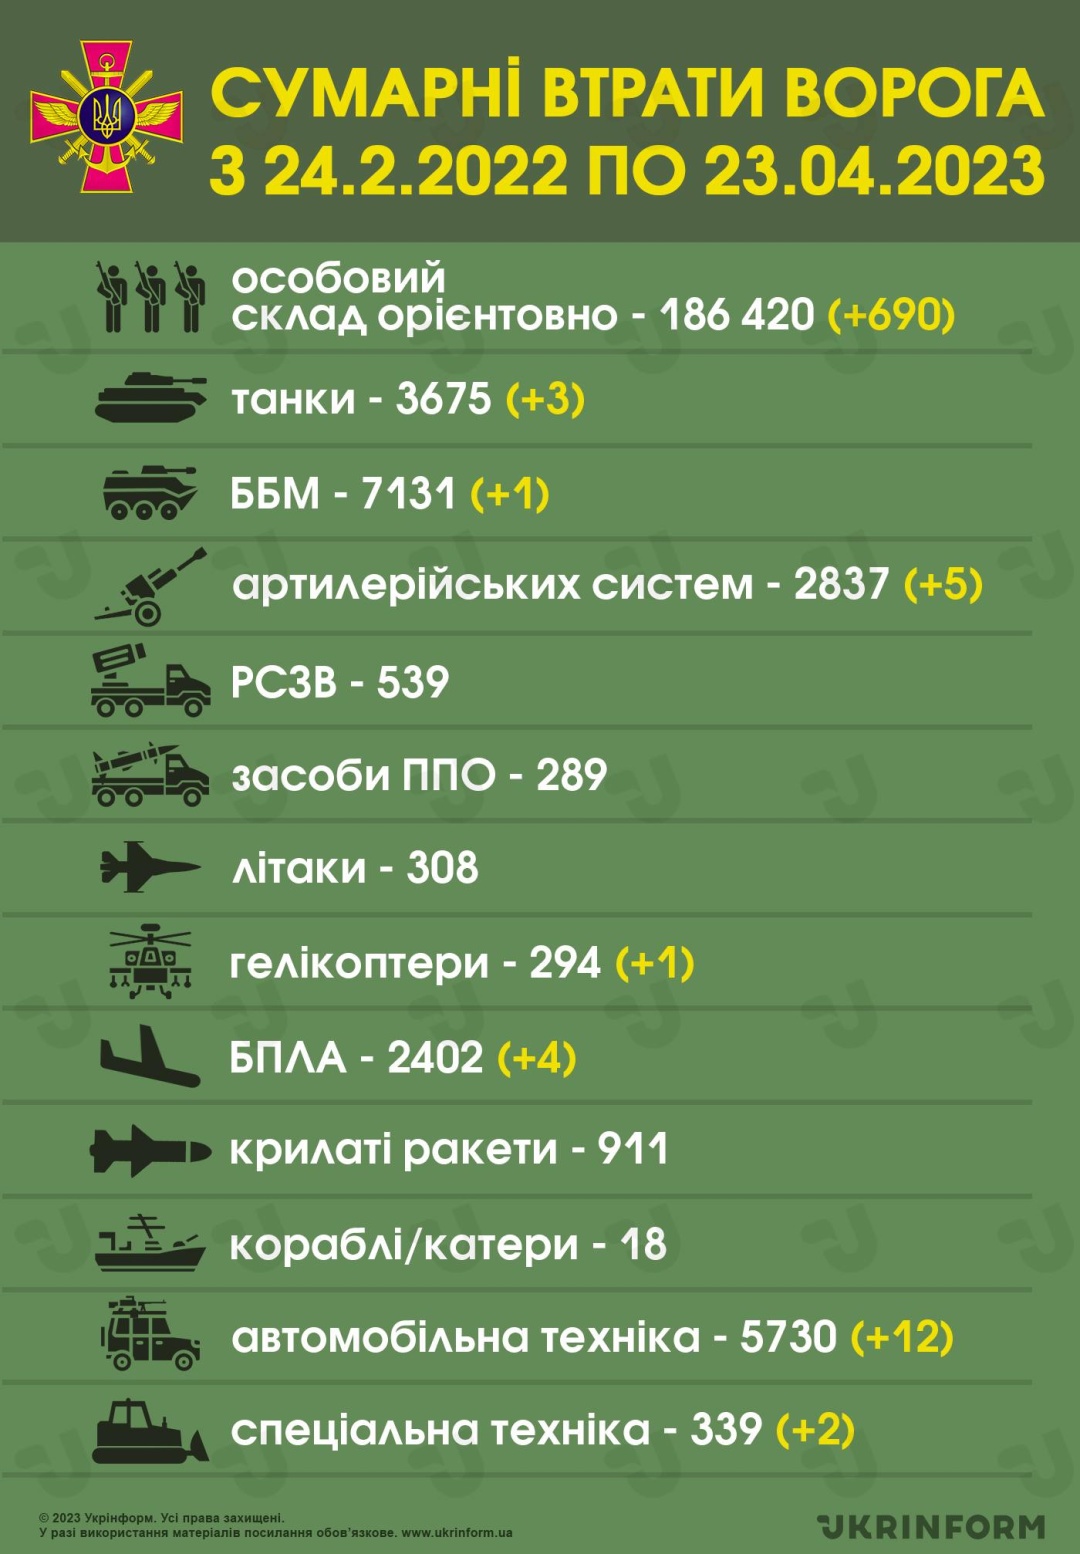 СУМАРНІ ВТРАТИ ВОРОГА
З 24.2.2022 ПО 23.04.2023
особовий
склад орієнтовно - 186 420 (+690)
танки - 3675 (+3)
ББМ - 7131 (+1)
артилерійських систем - 2837 (+5)
РСЗВ - 539
засоби ППО - 289
літаки - 308
гелікоптери - 294 (+1)
БПЛА - 2402 (+4)
крилаті ракети - 911
кораблі/катери - 18
автомобільна техніка - 5730 (+12)
спеціальна техніка - 339 (+2)
© 2023 Укрінформ. Усі права захищені.
У разі використання матеріалів посилання обов’язкове. www.ukrinform.ua
UKRINFORM